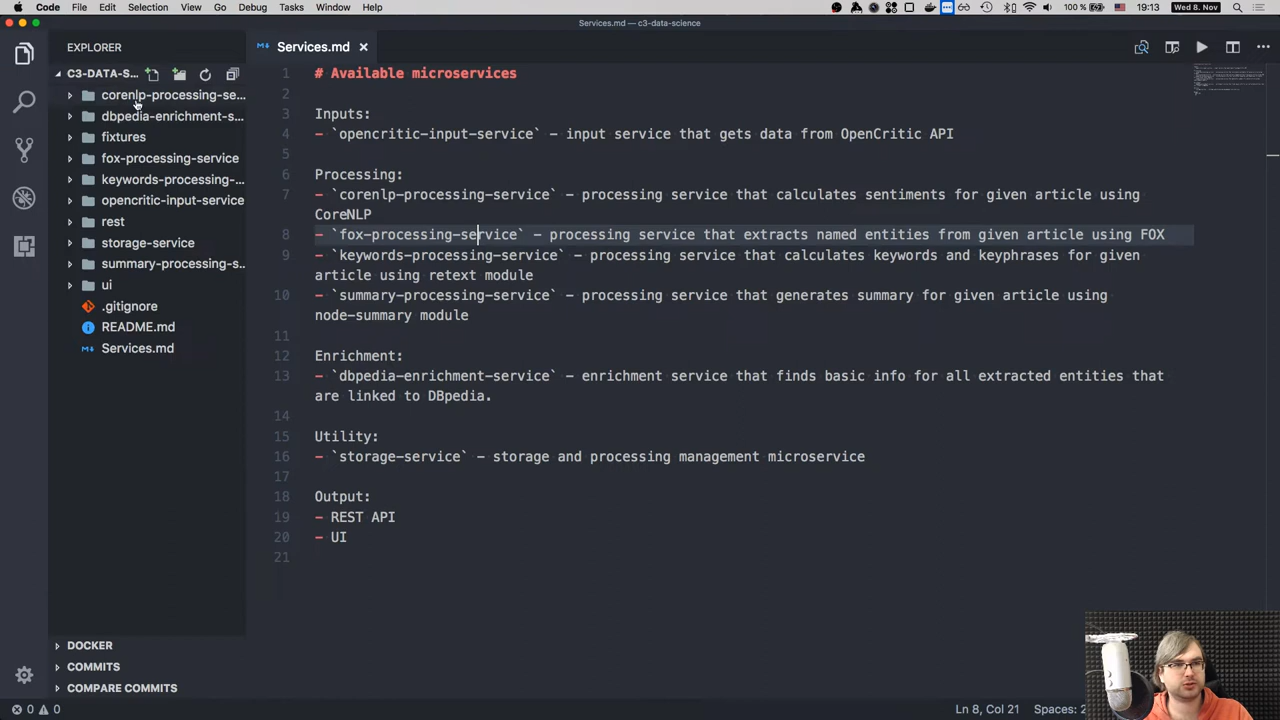 Code File Edit Selection View Go Debug Tasks Window Help 100 % 19:13 Wed 8. Nov
Services.md — c3-data-science
EXPLORER
Services.md
C3-DATA-S...
corenlp-processing-se...
dbpedia-enrichment-s...
fixtures
fox-processing-service
keywords-processing-...
opencritic-input-service
rest
storage-service
summary-processing-s...
ui
.gitignore
README.md
Services.md
DOCKER
COMMITS
COMPARE COMMITS
1 # Available microservices
2
3 Inputs:
4 - `opencritic-input-service` - input service that gets data from OpenCritic API
5
6 Processing:
7 - `corenlp-processing-service` - processing service that calculates sentiments for given article using
CoreNLP
8 - `fox-processing-service` - processing service that extracts named entities from given article using FOX
9 - `keywords-processing-service` - processing service that calculates keywords and keyphrases for given
article using retext module
10 - `summary-processing-service` - processing service that generates summary for given article using
node-summary module
11
12 Enrichment:
13 - `dbpedia-enrichment-service` - enrichment service that finds basic info for all extracted entities that
are linked to DBpedia.
14
15 Utility:
16 - `storage-service` - storage and processing management microservice
17
18 Output:
19 - REST API
20 - UI
21
0 0 Ln 8, Col 21 Spaces: